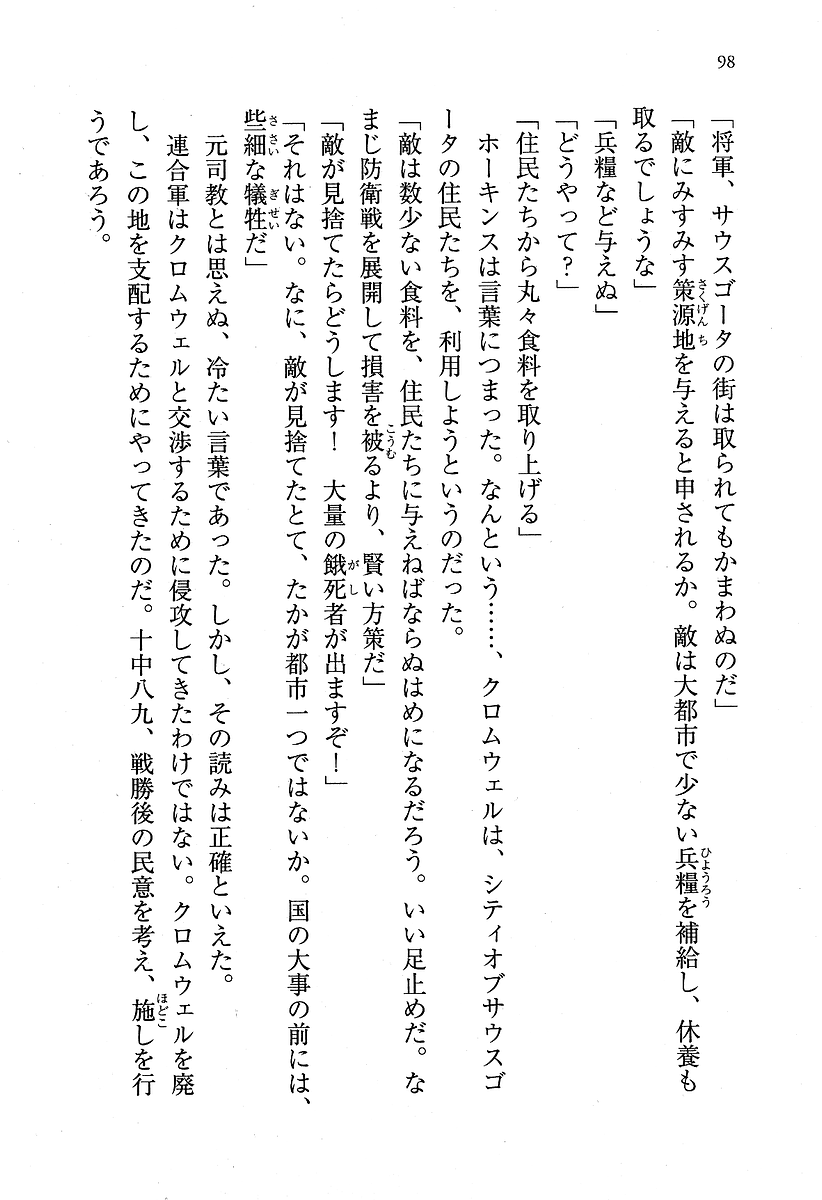 98
「将軍、サウスゴータの街は取られてもかまわぬのだ」
「敵にみすみす策源地を与えると申されるか。敵は大都市で少ない兵糧を補給し、休養も
取るでしょうな」
「兵糧など与えぬ」
「どうやって？」
「住民たちから丸々食料を取り上げる」
ホーキンスは言葉につまった。なんという……、クロムウェルは、シティオブサウスゴ
ータの住民たちを、利用しようというのだった。
「敵は数少ない食料を、住民たちに与えねばならぬはめになるだろう。いい足止めだ。な
まじ防衛戦を展開して損害を被るより、賢い方策だ」
「敵が見捨てたらどうします！　大量の餓死者が出ますぞ！」
「それはない。なに、敵が見捨てたとて、たかが都市一つではないか。国の大事の前には、
些細な犠牲だ」
元司教とは思えぬ、冷たい言葉であった。しかし、その読みは正確といえた。
連合軍はクロムウェルと交渉するために侵攻してきたわけではない。クロムウェルを廃
し、この地を支配するためにやってきたのだ。十中八九、戦勝後の民意を考え、施しを行
うであろう。